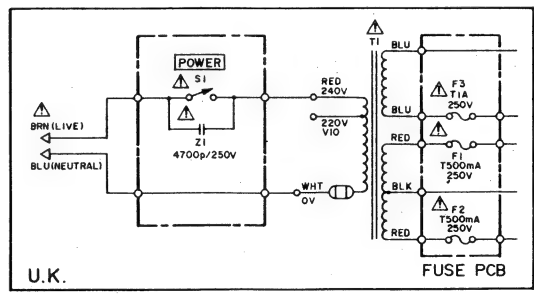 POWER
S1
Z1
4700p/250V
BRN(LIVE)
BLU(NEUTRAL)
RED
240V
220V
VIO
WHT
0V
T1
BLU
BLU
RED
BLK
RED
F3
T1A
250V
F1
T500mA
250V
F2
T500mA
250V
U.K.
FUSE PCB